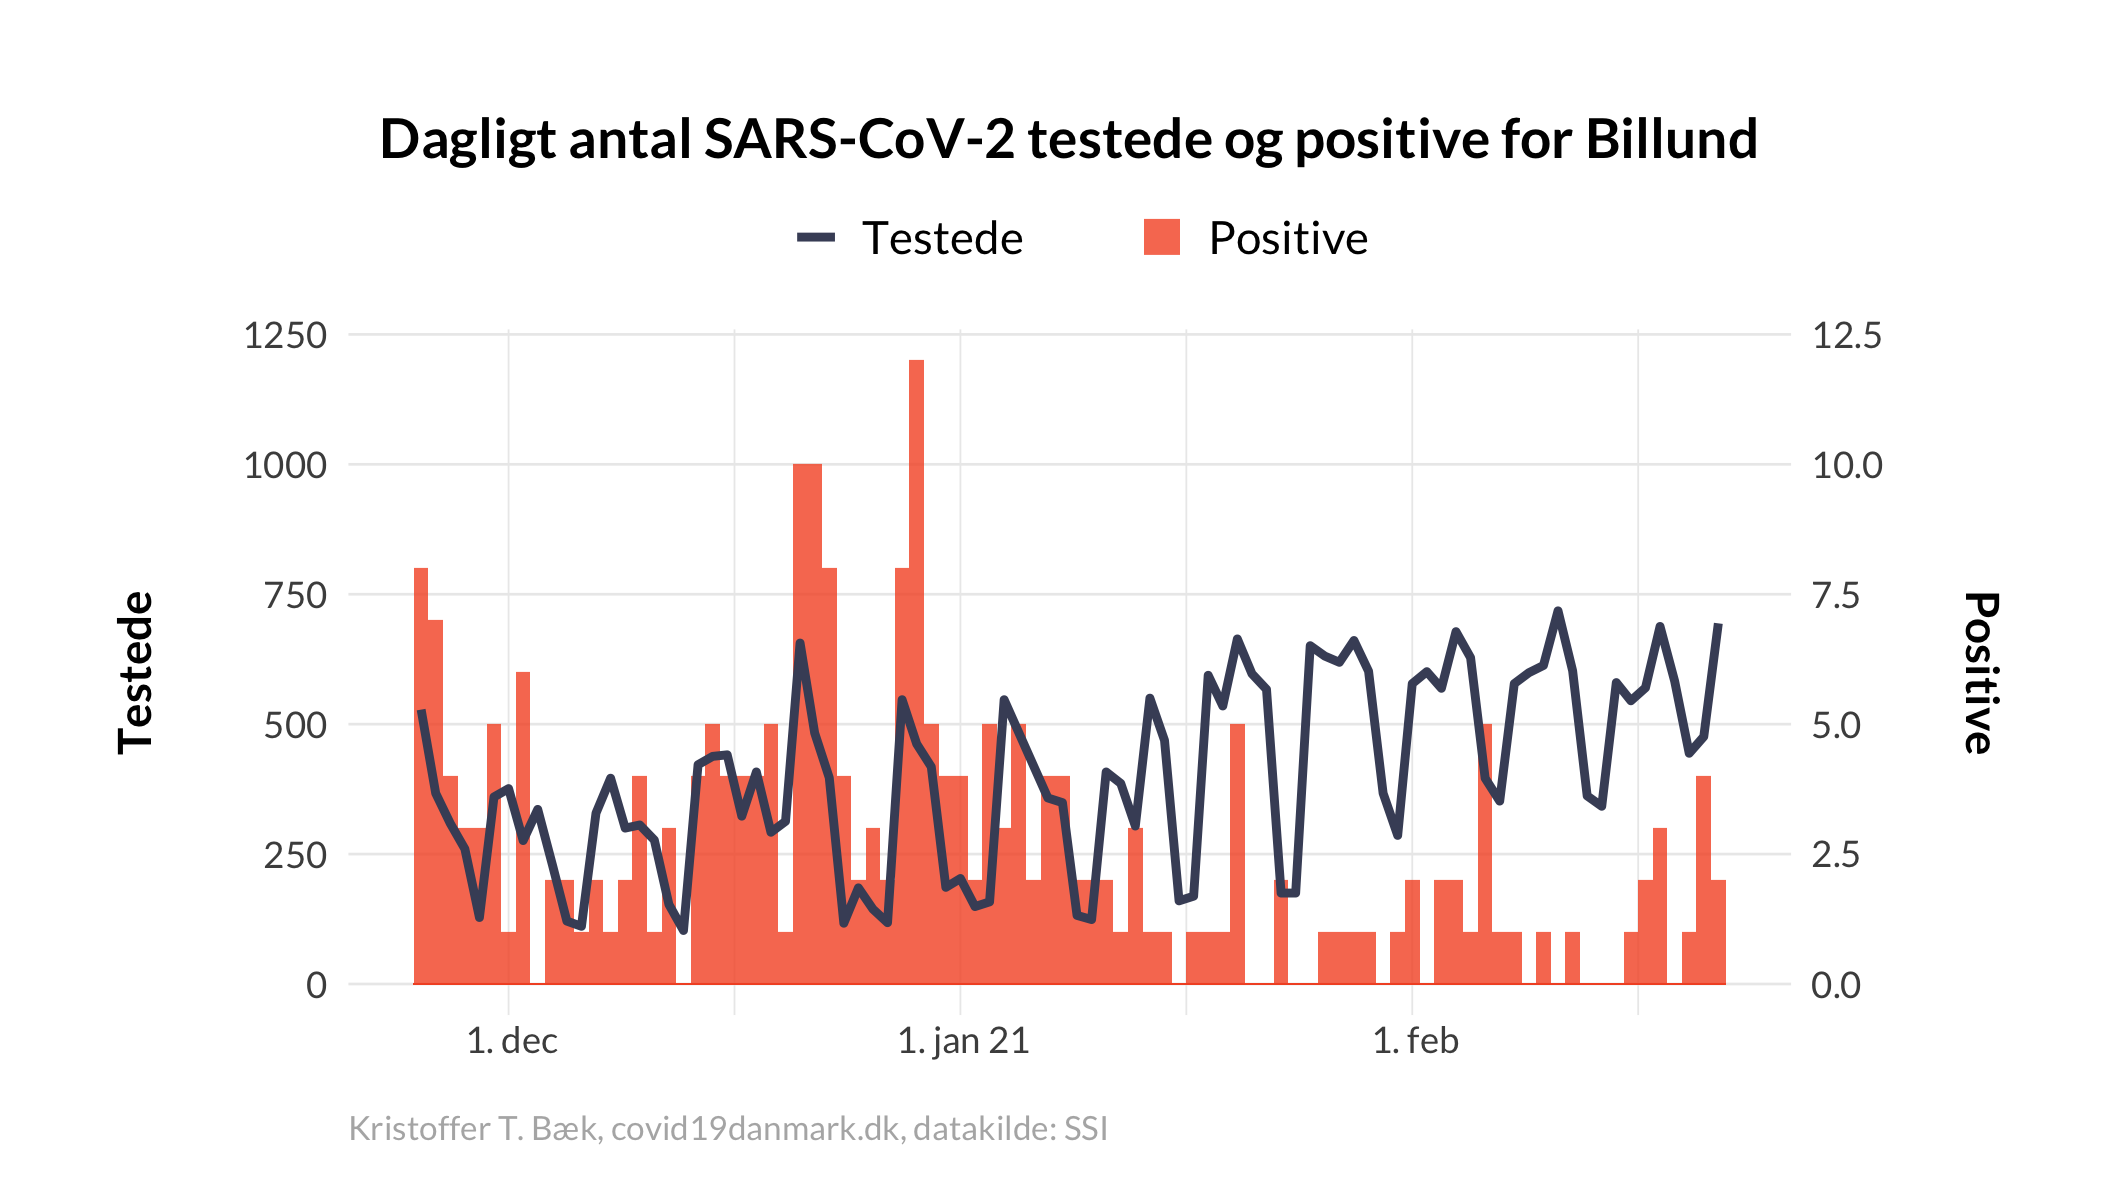 Dagligt antal SARS-CoV-2 testede og positive for Billund
Testede
Positive
1250
1000
750
500
250
0
12.5
10.0
7.5
5.0
2.5
0.0
Testede
Positive
1. dec
1. jan 21
1. feb
Kristoffer T. Bæk, covid19danmark.dk, datakilde: SSI